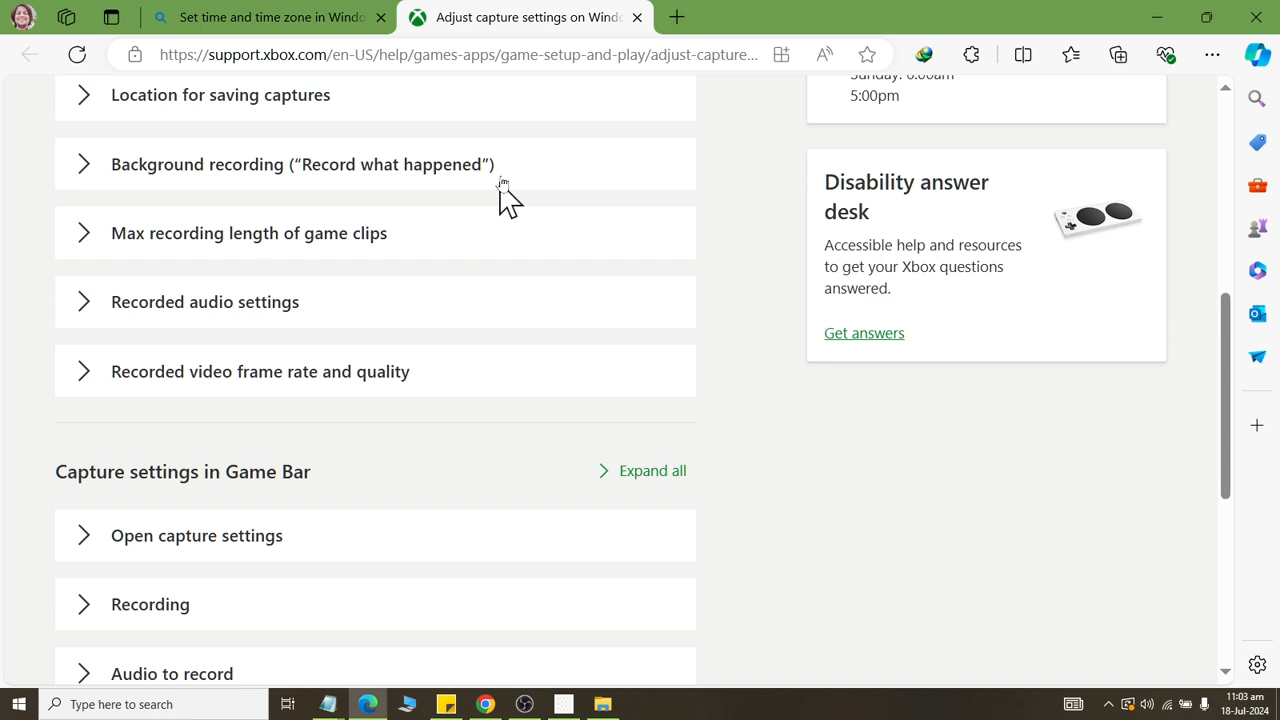 Set time and time zone in Windo
Adjust capture settings on Windo
https://support.xbox.com/en-US/help/games-apps/game-setup-and-play/adjust-capture...
Location for saving captures
Background recording (“Record what happened”)
Max recording length of game clips
Recorded audio settings
Recorded video frame rate and quality
Capture settings in Game Bar
Expand all
Open capture settings
Recording
Audio to record
5:00pm
Disability answer
desk
Accessible help and resources
to get your Xbox questions
answered.
Get answers
Type here to search
11:03 am
18-Jul-2024